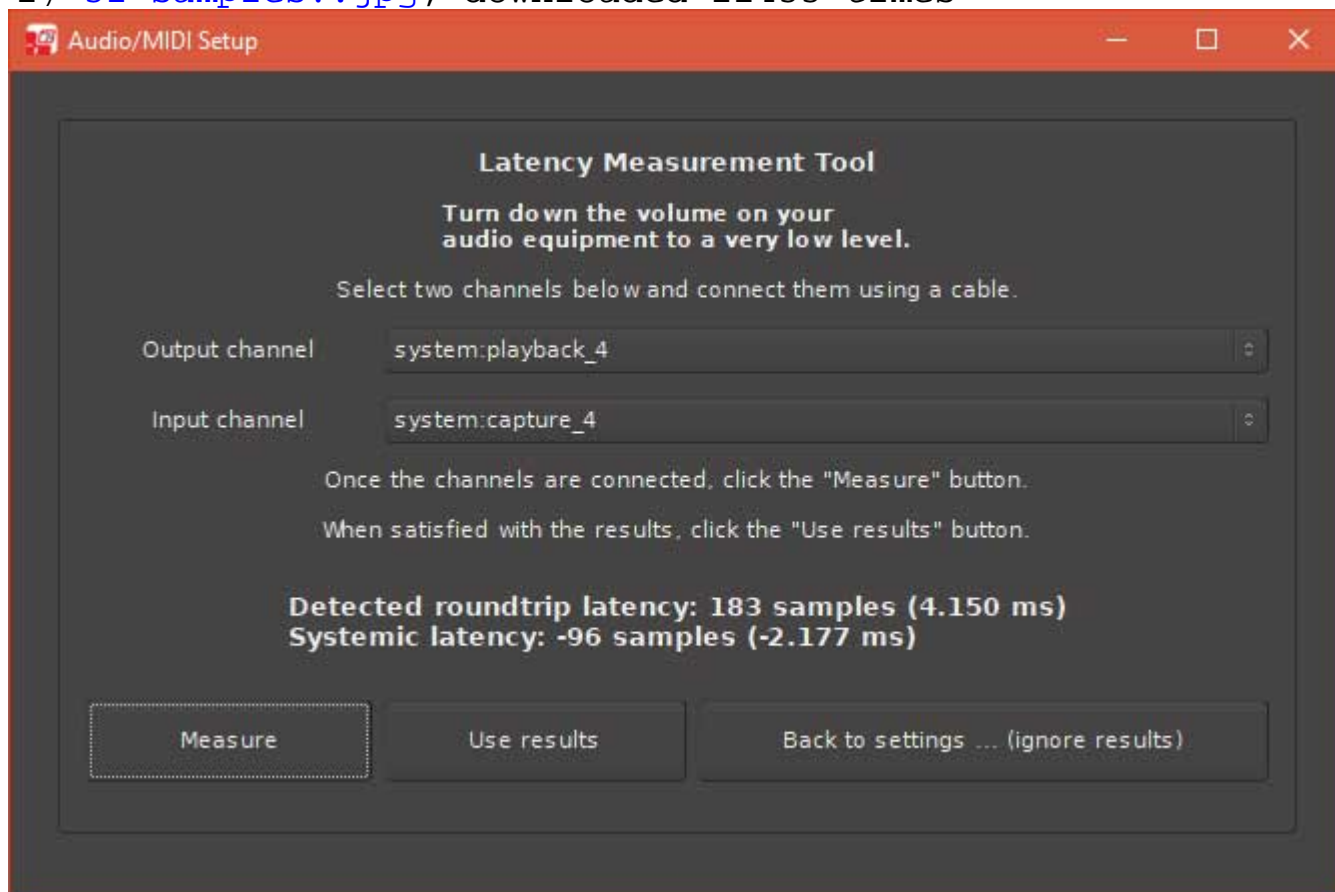 Audio/MIDI Setup
Latency Measurement Tool
Turn down the volume on your
audio equipment to a very low level.
Select two channels below and connect them using a cable.
Output channel system:playback_4
Input channel system:capture_4
Once the channels are connected, click the "Measure" button.
When satisfied with the results, click the "Use results" button.
Detected roundtrip latency: 183 samples (4.150 ms)
Systemic latency: -96 samples (-2.177 ms)
Measure Use results Back to settings ... (ignore results)